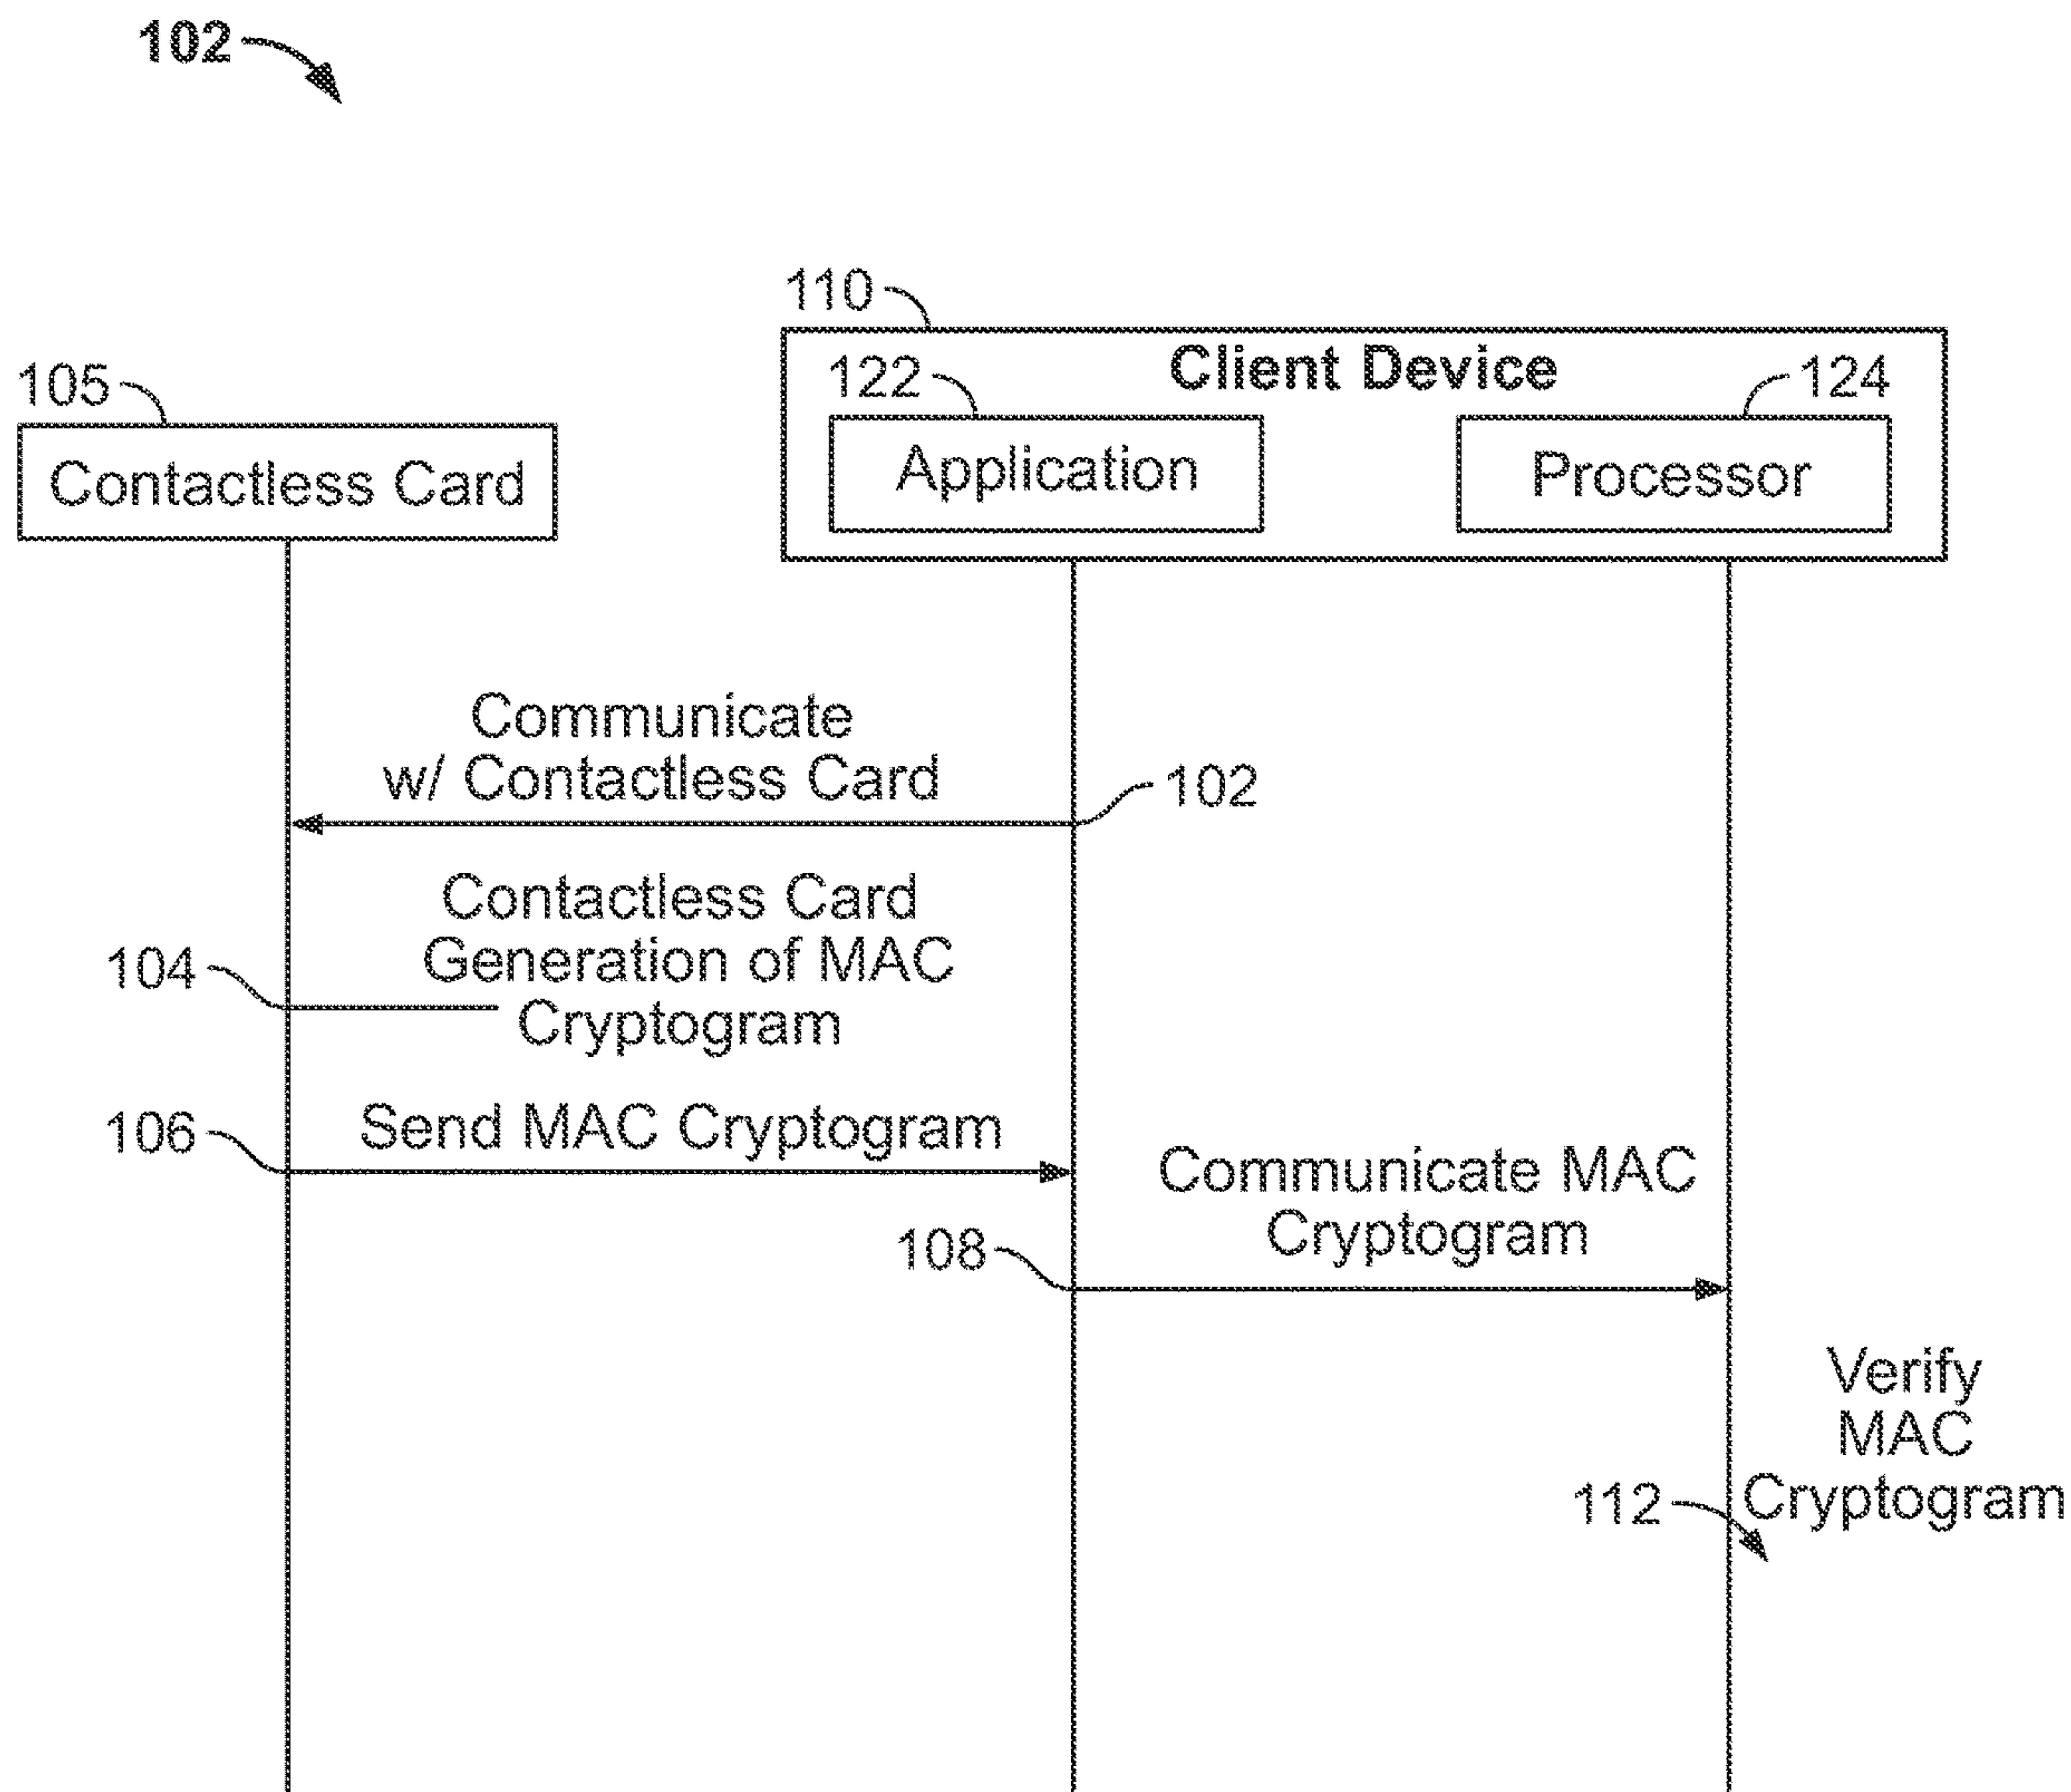 102
110
Client Device
122
124
105
Application
Processor
Contactless Card
Communicate
w/ Contactless Card
102
Contactless Card
Generation of MAC
104
Cryptogram
Send MAC Cryptogram
106
Communicate MAC
Cryptogram
108
Verify
MAC
Cryptogram
112